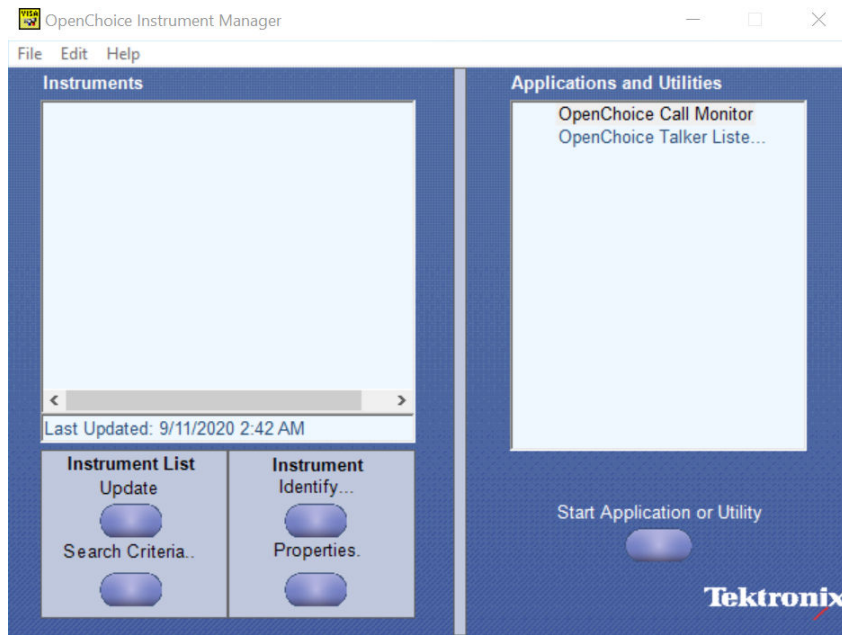 VISA
OpenChoice Instrument Manager
File Edit Help
Instruments
Last Updated: 9/11/2020 2:42 AM
Instrument List
Update
Search Criteria..
Instrument
Identify...
Properties.
Applications and Utilities
OpenChoice Call Monitor
OpenChoice Talker Liste...
Start Application or Utility
Tektronix